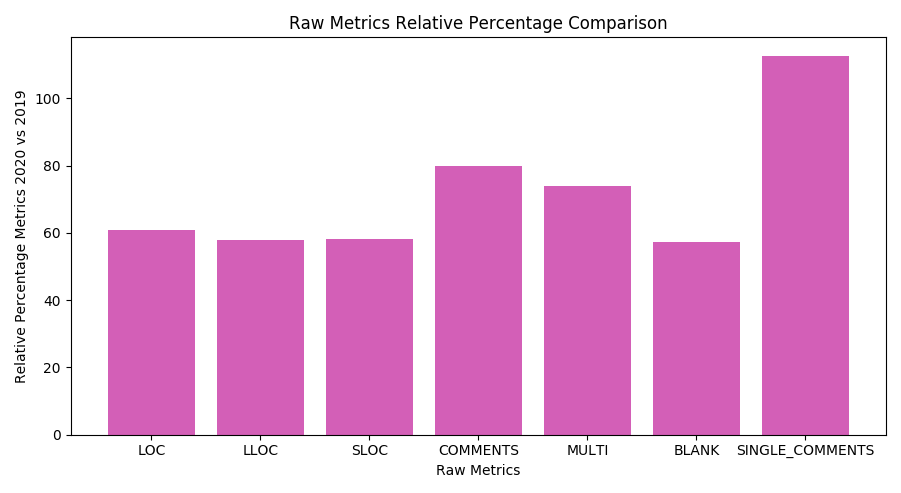 Raw Metrics Relative Percentage Comparison
Relative Percentage Metrics 2020 vs 2019
100
80
60
40
20
0
LOC LLOC SLOC COMMENTS MULTI BLANK SINGLE_COMMENTS
Raw Metrics